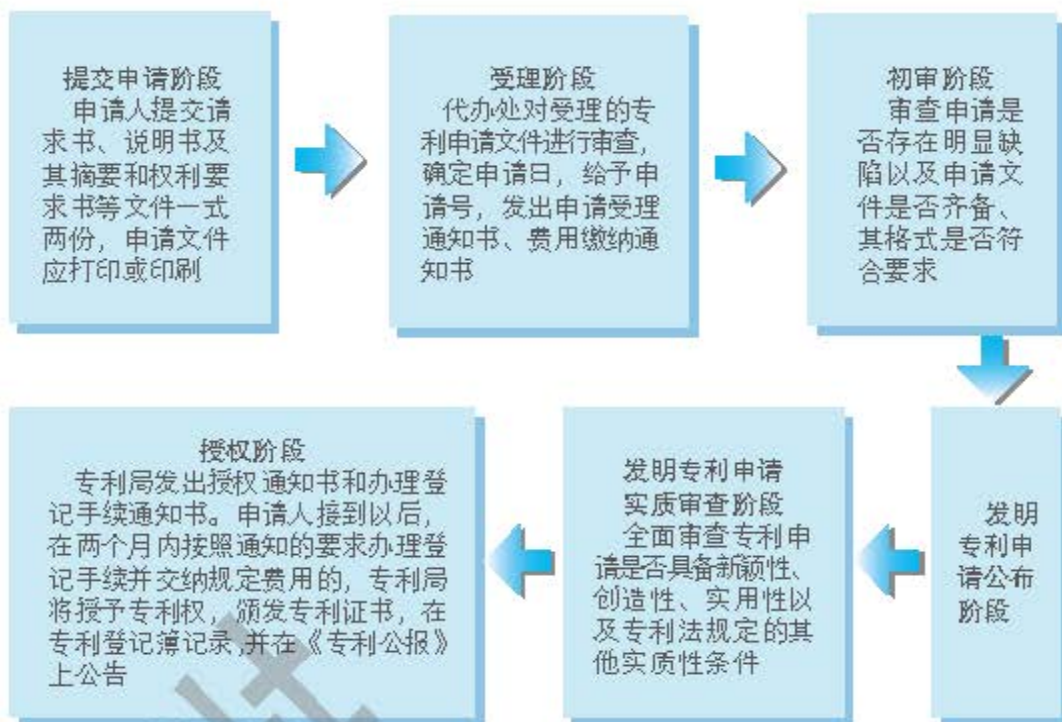 提交申请阶段
申请人提交请
求书、说明书及
其摘要和权利要
求书等文件一式
两份，申请文件
应打印或印刷
受理阶段
代办处对受理的专
利申请文件进行审查，
确定申请日，给予申
请号，发出申请受理
通知书、费用缴纳通
知书
初审阶段
审查申请是
否存在明显缺
陷以及申请文
件是否齐备、
其格式是否符
合要求
发明
专利申
请公布
阶段
发明专利申请
实质审查阶段
全面审查专利申
请是否具备新颖性、
创造性、实用性以
及专利法规定的其
他实质性条件
授权阶段
专利局发出授权通知书和办理登
记手续通知书。申请人接到以后，
在两个月内按照通知的要求办理登
记手续并交纳规定费用的，专利局
将授予专利权，颁发专利证书，在
专利登记簿记录,并在《专利公报》
上公告